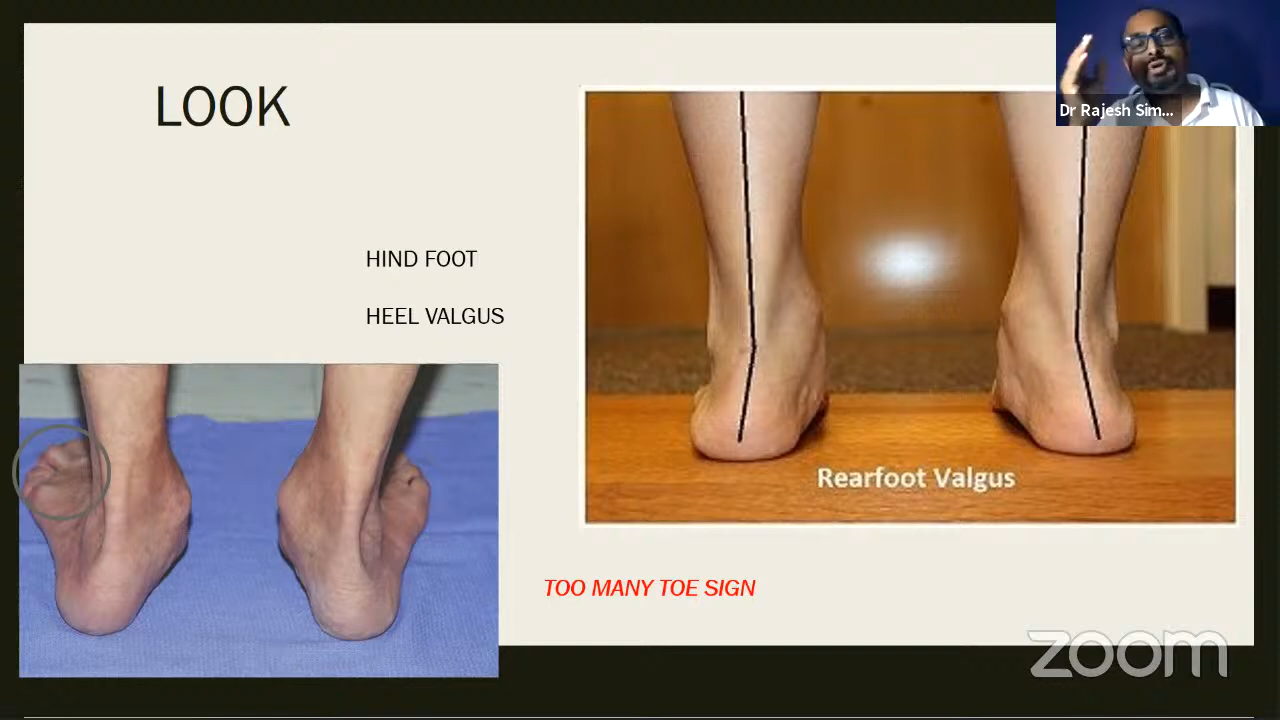 LOOK
Dr Rajesh Sim...
HIND FOOT
HEEL VALGUS
Rearfoot Valgus
TOO MANY TOE SIGN
zoom